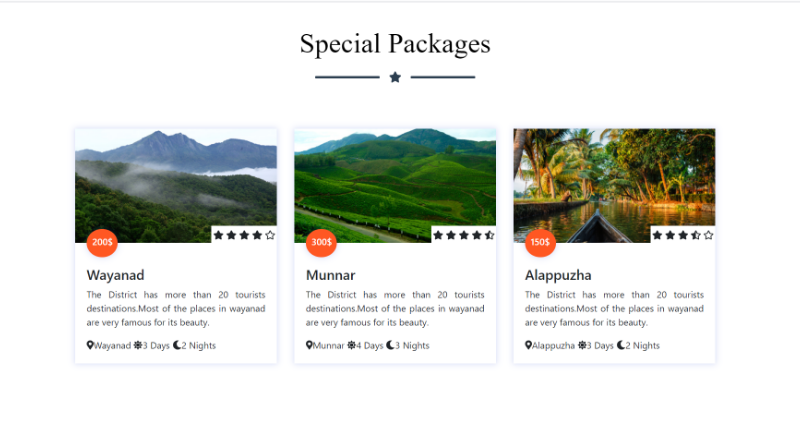 Special Packages
200$
Wayanad
The District has more than 20 tourists
destinations.Most of the places in wayanad
are very famous for its beauty.
Wayanad 3 Days 2 Nights
300$
Munnar
The District has more than 20 tourists
destinations.Most of the places in wayanad
are very famous for its beauty.
Munnar 4 Days 3 Nights
150$
Alappuzha
The District has more than 20 tourists
destinations.Most of the places in wayanad
are very famous for its beauty.
Alappuzha 3 Days 2 Nights